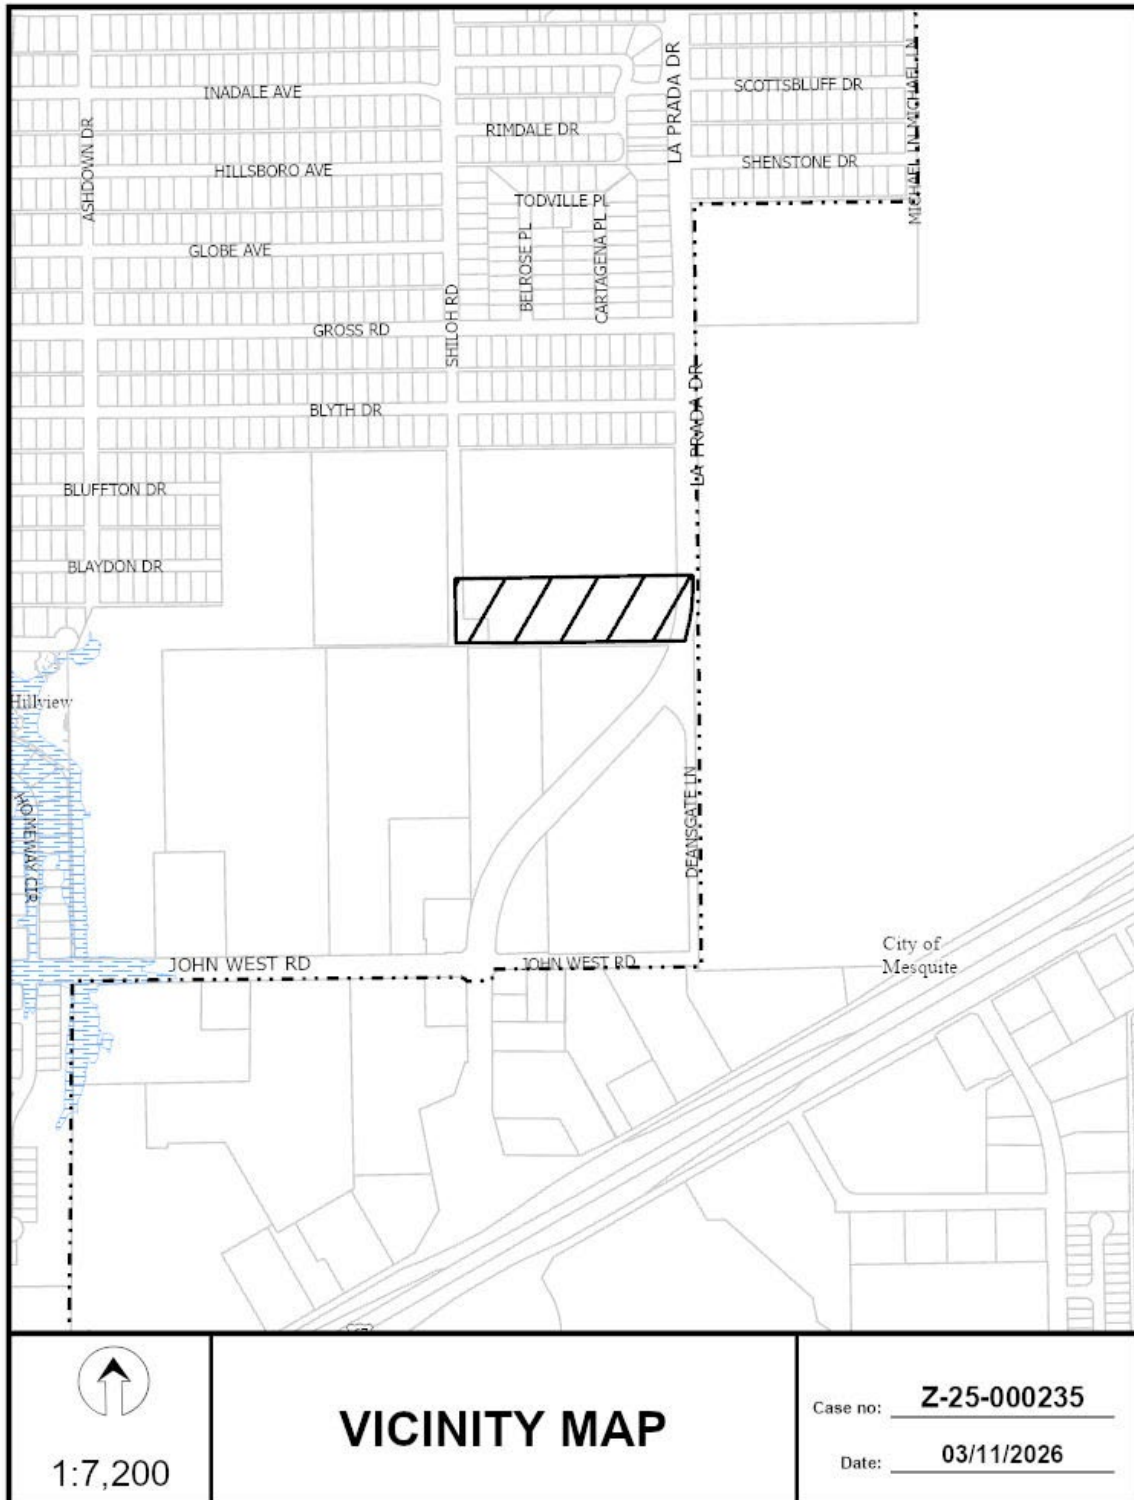 INADALE AVE
SCOTTSBLUFF DR
LA PRADA DR
MICHAEL LN
MICHAEL LN
RIMDALE DR
ASHDOWN DR
SHENSTONE DR
HILLSBORO AVE
TODVILLE PL
BELROSE PL
CARTAGENA PL
GLOBE AVE
SHILOH RD
GROSS RD
BLYTH DR
LA PRADA DR
BLUFFTON DR
BLAYDON DR
Hillview
HOMEWAY CIR
DEANSGATE LN
City of
Mesquite
JOHN WEST RD
JOHN WEST RD
1:7,200
VICINITY MAP
Case no: Z-25-000235
Date: 03/11/2026